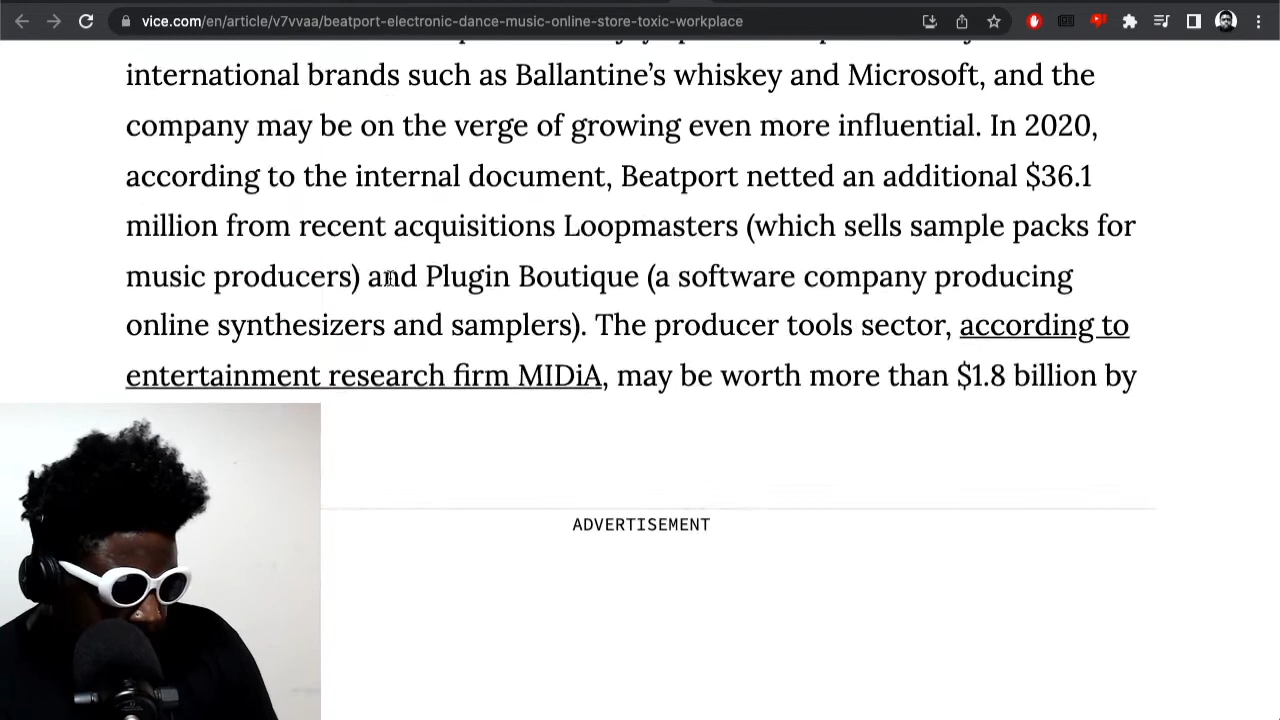 vice.com/en/article/v7vvaa/beatport-electronic-dance-music-online-store-toxic-workplace
international brands such as Ballantine’s whiskey and Microsoft, and the
company may be on the verge of growing even more influential. In 2020,
according to the internal document, Beatport netted an additional $36.1
million from recent acquisitions Loopmasters (which sells sample packs for
music producers) and Plugin Boutique (a software company producing
online synthesizers and samplers). The producer tools sector, according to
entertainment research firm MIDiA, may be worth more than $1.8 billion by
ADVERTISEMENT